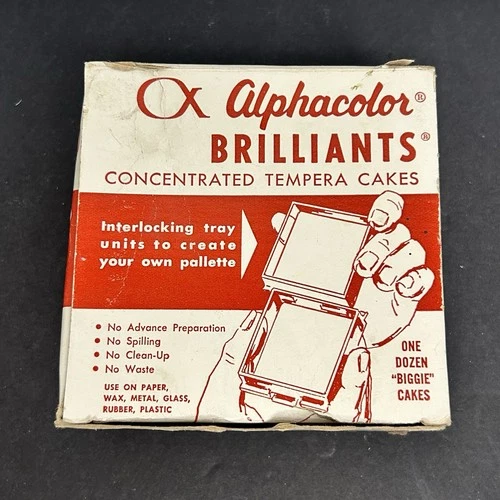 α Alphacolor®
BRILLIANTS®
CONCENTRATED TEMPERA CAKES
Interlocking tray
units to create
your own pallette
• No Advance Preparation
• No Spilling
• No Clean-Up
• No Waste
USE ON PAPER,
WAX, METAL, GLASS,
RUBBER, PLASTIC
ONE
DOZEN
"BIGGIE"
CAKES